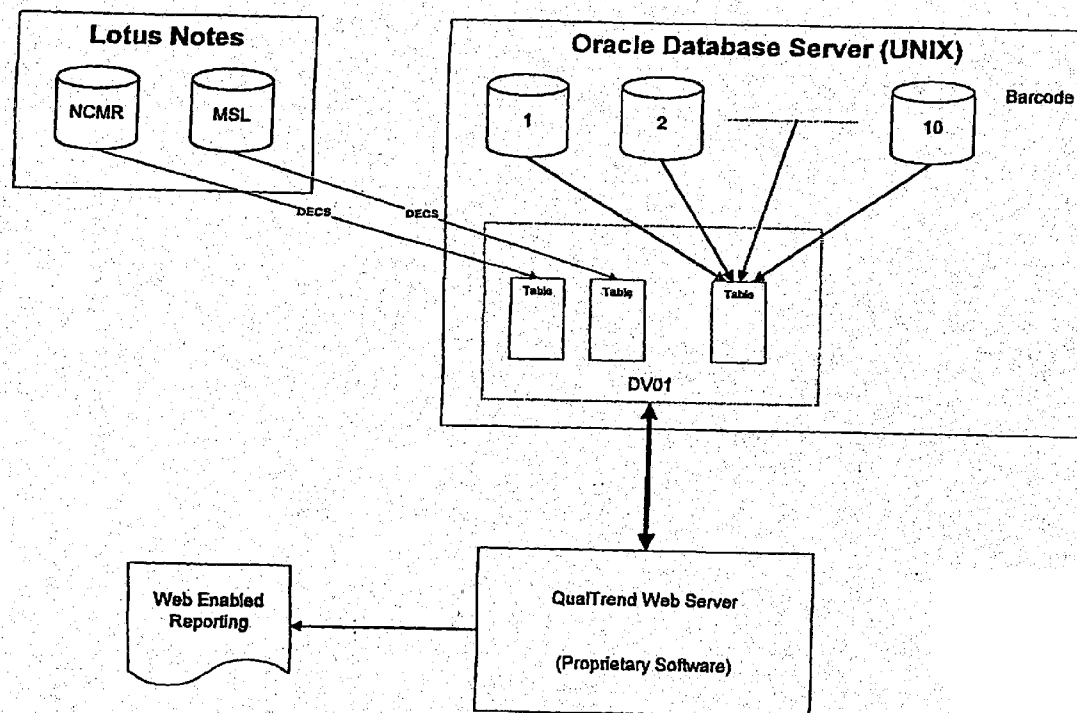 Lotus Notes
NCMR
MSL
Oracle Database Server (UNIX)
1
2
10
Barcode
DECS
DECS
Table
Table
Table
DV01
QualTrend Web Server
(Proprietary Software)
Web Enabled
Reporting